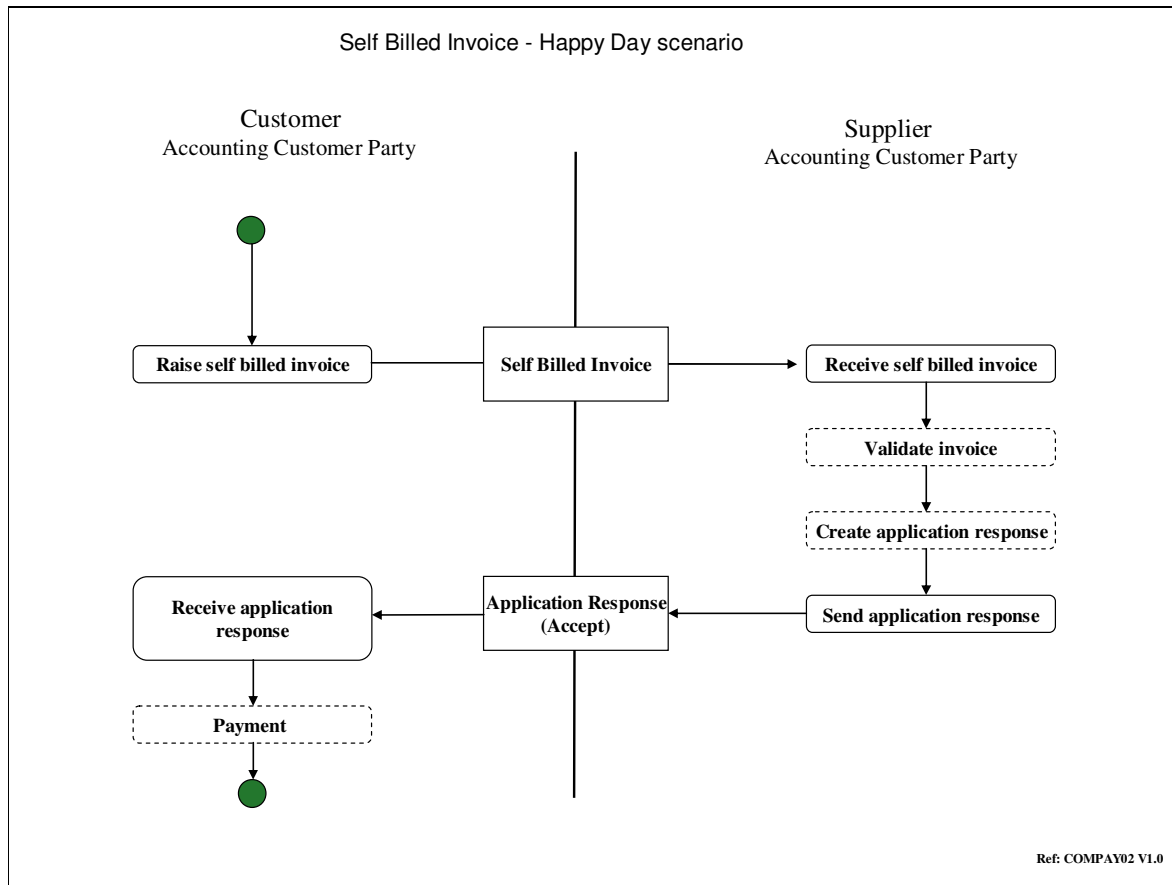 Self Billed Invoice - Happy Day scenario
Customer
Accounting Customer Party
Supplier
Accounting Customer Party
Raise self billed invoice
Self Billed Invoice
Receive self billed invoice
Validate invoice
Create application response
Send application response
Application Response
(Accept)
Receive application
response
Payment
Ref: COMPAY02 V1.0